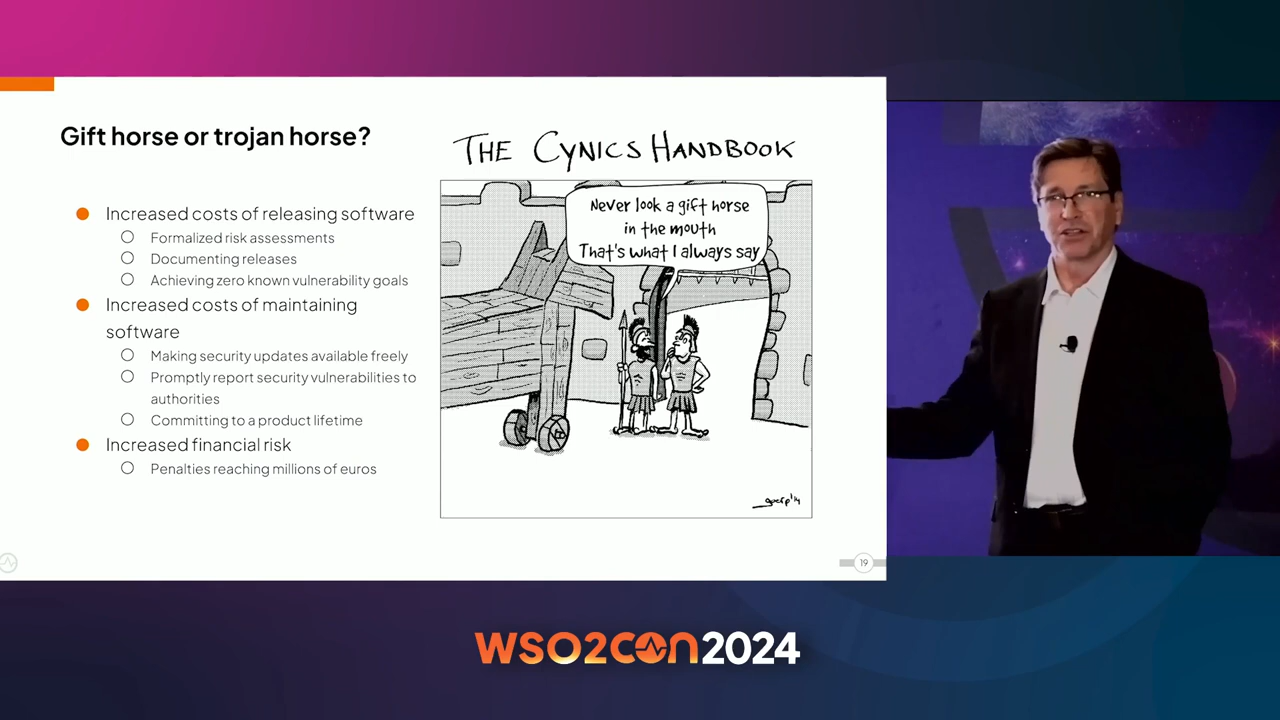 Gift horse or trojan horse?
Increased costs of releasing software
Formalized risk assessments
Documenting releases
Achieving zero known vulnerability goals
Increased costs of maintaining
software
Making security updates available freely
Promptly report security vulnerabilities to
authorities
Committing to a product lifetime
Increased financial risk
Penalties reaching millions of euros
THE CYNICS HANDBOOK
Never look a gift horse
in the mouth
That's what I always say
19
WSO2CON2024